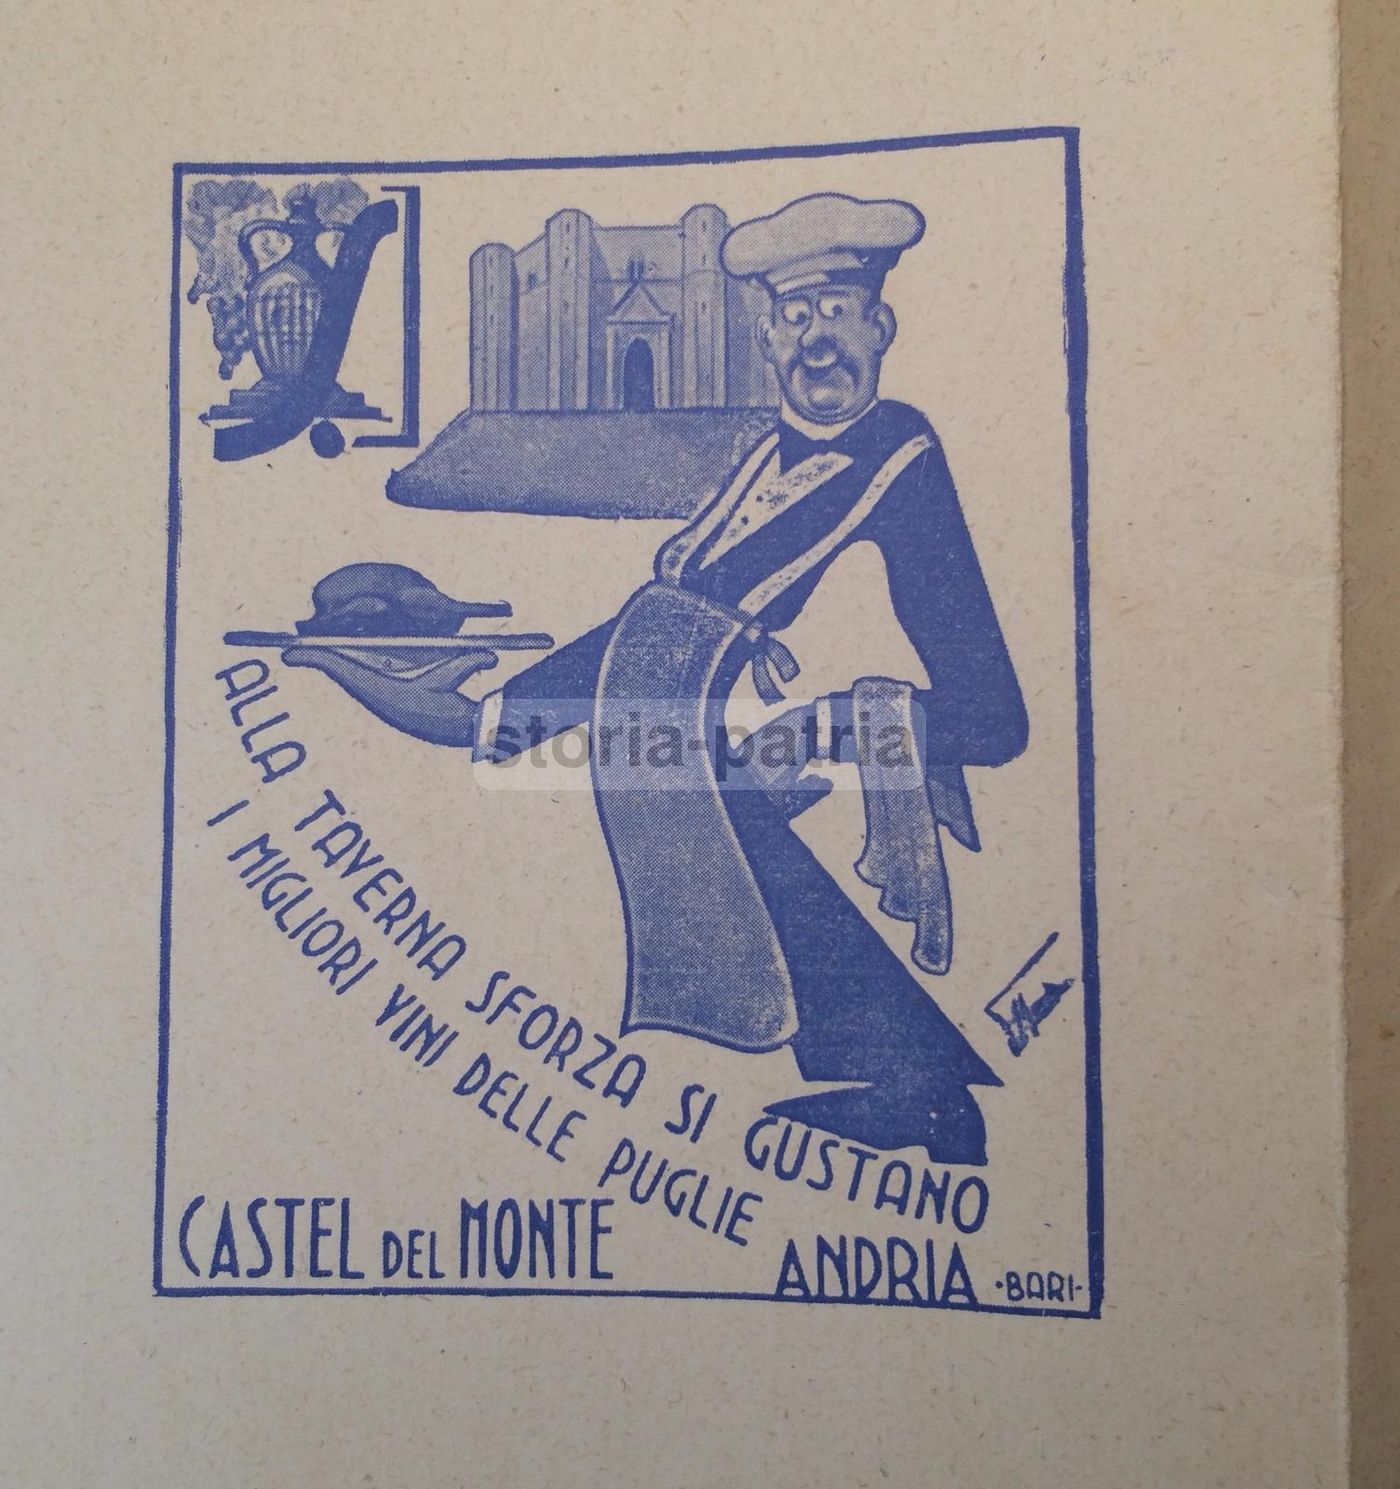 ALLA TAVERNA SFORZA SI GUSTANO
I MIGLIORI VINI DELLE PUGLIE
CASTEL DEL MONTE ANDRIA ·BARI·
storia-patria